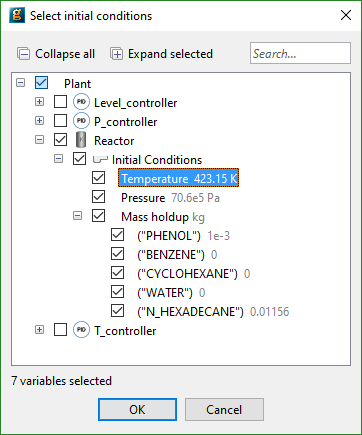 Select initial conditions
Collapse all Expand selected Search...
Plant
PID Level_controller
PID P_controller
Reactor
Initial Conditions
Temperature 423.15 K
Pressure 70.6e5 Pa
Mass holdup kg
("PHENOL") 1e-3
("BENZENE") 0
("CYCLOHEXANE") 0
("WATER") 0
("N_HEXADECANE") 0.01156
PID T_controller
7 variables selected
OK Cancel